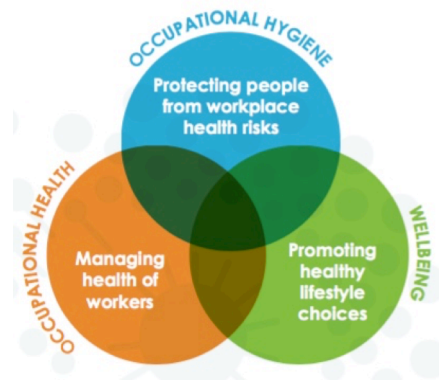 OCCUPATIONAL HYGIENE
Protecting people
from workplace
health risks
OCCUPATIONAL HEALTH
Managing
health of
workers
WELLBEING
Promoting
healthy
lifestyle
choices